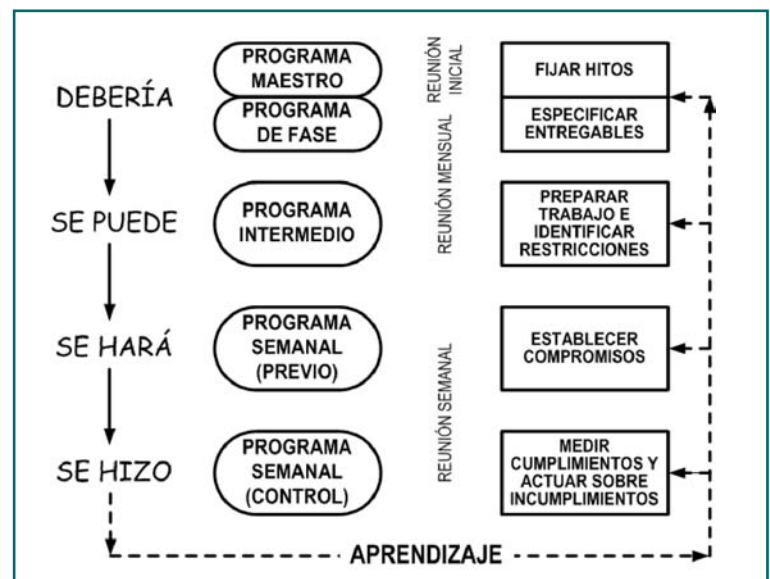 DEBERÍA
PROGRAMA
MAESTRO
PROGRAMA
DE FASE
REUNIÓN
INICIAL
FIJAR HITOS
ESPECIFICAR
ENTREGABLES
SE PUEDE
PROGRAMA
INTERMEDIO
REUNIÓN MENSUAL
PREPARAR
TRABAJO E
IDENTIFICAR
RESTRICCIONES
SE HARÁ
PROGRAMA
SEMANAL
(PREVIO)
ESTABLECER
COMPROMISOS
REUNIÓN SEMANAL
SE HIZO
PROGRAMA
SEMANAL
(CONTROL)
MEDIR
CUMPLIMIENTOS Y
ACTUAR SOBRE
INCUMPLIMIENTOS
APRENDIZAJE